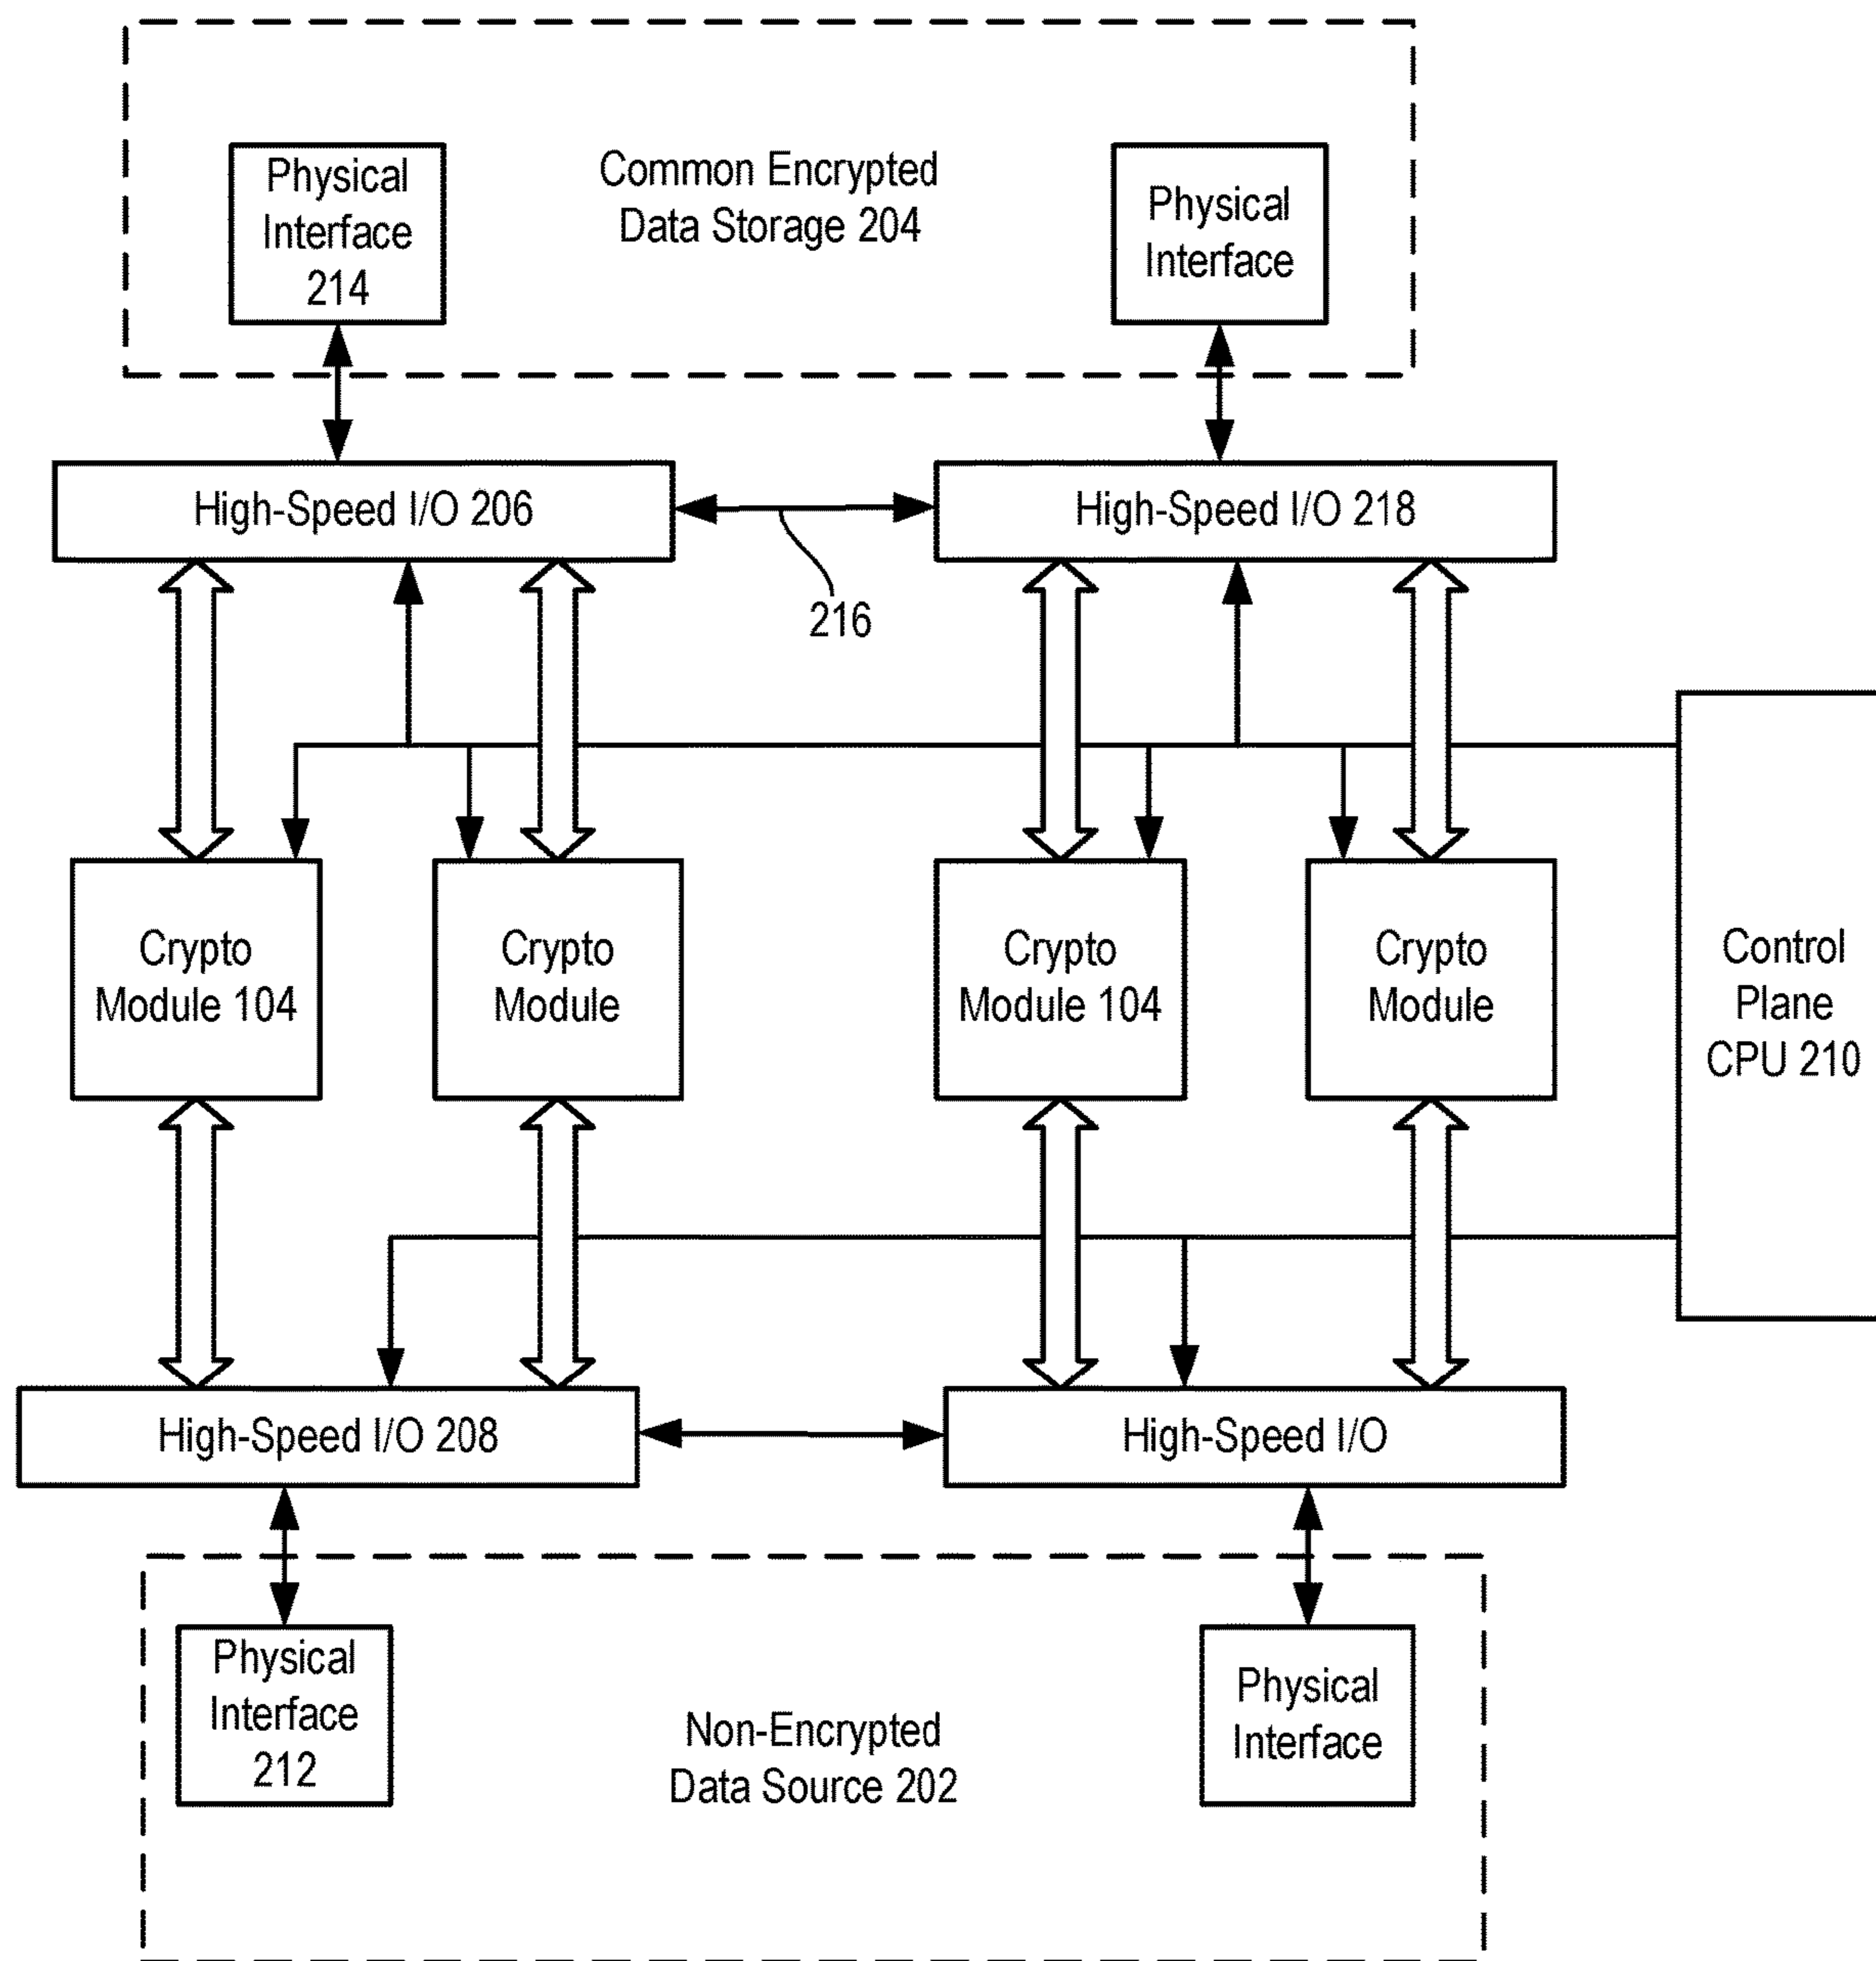 Physical
Interface
214
Common Encrypted
Data Storage 204
Physical
Interface
High-Speed I/O 206
High-Speed I/O 218
216
Crypto
Module 104
Crypto
Module
Crypto
Module 104
Crypto
Module
Control
Plane
CPU 210
High-Speed I/O 208
High-Speed I/O
Physical
Interface
212
Non-Encrypted
Data Source 202
Physical
Interface